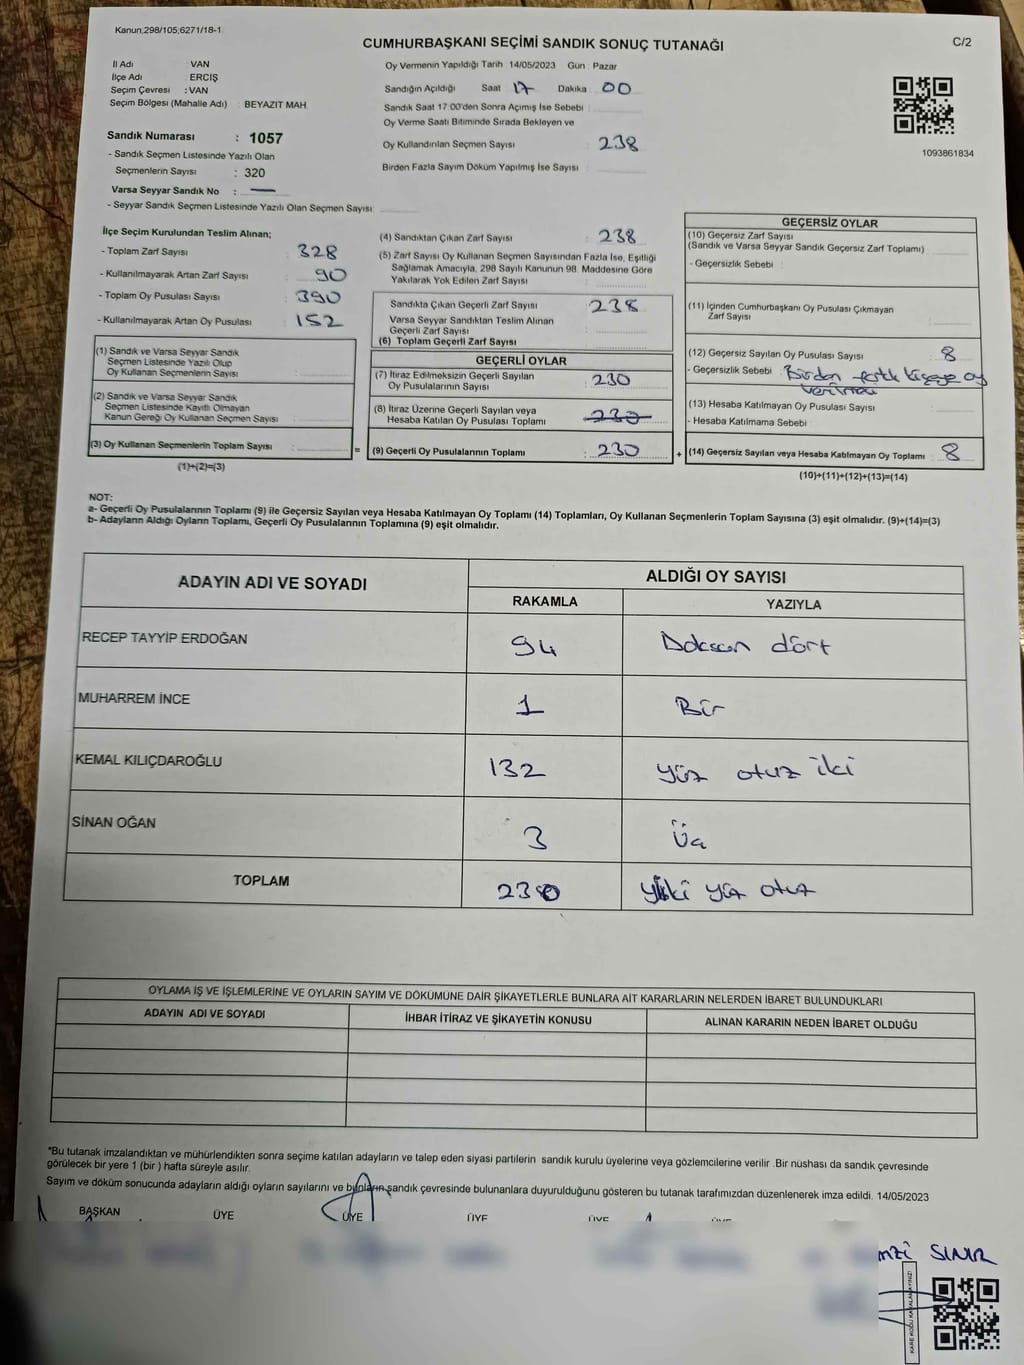 Kanun;298/105;6271/18-1
CUMHURBAŞKANI SEÇİMİ SANDIK SONUÇ TUTANAĞI
C/2
İl Adı : VAN
İlçe Adı : ERCİŞ
Seçim Çevresi : VAN
Seçim Bölgesi (Mahalle Adı) : BEYAZIT MAH.
Sandık Numarası : 1057
- Sandık Seçmen Listesinde Yazılı Olan
Seçmenlerin Sayısı : 320
Varsa Seyyar Sandık No : —
- Seyyar Sandık Seçmen Listesinde Yazılı Olan Seçmen Sayısı:
Oy Vermenin Yapıldığı Tarih : 14/05/2023 Gün : Pazar
Sandığın Açıldığı Saat 17 Dakika 00
Sandık Saat 17:00'den Sonra Açımış İse Sebebi :
Oy Verme Saati Bitiminde Sırada Bekleyen ve
Oy Kullandırılan Seçmen Sayısı : 238
Birden Fazla Sayım Döküm Yapılmış İse Sayısı :
1093861834
İlçe Seçim Kurulundan Teslim Alınan;
- Toplam Zarf Sayısı : 328
- Kullanılmayarak Artan Zarf Sayısı : 90
- Toplam Oy Pusulası Sayısı : 390
- Kullanılmayarak Artan Oy Pusulası : 152
(1) Sandık ve Varsa Seyyar Sandık
Seçmen Listesinde Yazılı Olup
Oy Kullanan Seçmenlerin Sayısı :
(2) Sandık ve Varsa Seyyar Sandık
Seçmen Listesinde Kayıtlı Olmayan
Kanun Gereği Oy Kullanan Seçmen Sayısı :
(3) Oy Kullanan Seçmenlerin Toplam Sayısı :
=
(1)+(2)=(3)
(4) Sandıktan Çıkan Zarf Sayısı : 238
(5) Zarf Sayısı Oy Kullanan Seçmen Sayısından Fazla İse, Eşitliği
Sağlamak Amacıyla, 298 Sayılı Kanunun 98. Maddesine Göre
Yakılarak Yok Edilen Zarf Sayısı :
Sandıkta Çıkan Geçerli Zarf Sayısı : 238
Varsa Seyyar Sandıktan Teslim Alınan
Geçerli Zarf Sayısı :
(6) Toplam Geçerli Zarf Sayısı :
GEÇERLİ OYLAR
(7) İtiraz Edilmeksizin Geçerli Sayılan
Oy Pusulalarının Sayısı : 230
(8) İtiraz Üzerine Geçerli Sayılan veya
Hesaba Katılan Oy Pusulası Toplamı : 230
(9) Geçerli Oy Pusulalarının Toplamı : 230
+
GEÇERSİZ OYLAR
(10) Geçersiz Zarf Sayısı
(Sandık ve Varsa Seyyar Sandık Geçersiz Zarf Toplamı)
- Geçersizlik Sebebi :
(11) İçinden Cumhurbaşkanı Oy Pusulası Çıkmayan
Zarf Sayısı :
(12) Geçersiz Sayılan Oy Pusulası Sayısı : 8
- Geçersizlik Sebebi : Birden fazla kişiye oy
verilmesi
(13) Hesaba Katılmayan Oy Pusulası Sayısı :
- Hesaba Katılmama Sebebi
(14) Geçersiz Sayılan veya Hesaba Katılmayan Oy Toplamı : 8
(10)+(11)+(12)+(13)=(14)
NOT:
a- Geçerli Oy Pusulalarının Toplamı (9) ile Geçersiz Sayılan veya Hesaba Katılmayan Oy Toplamı (14) Toplamları, Oy Kullanan Seçmenlerin Toplam Sayısına (3) eşit olmalıdır. (9)+(14)=(3)
b- Adayların Aldığı Oyların Toplamı, Geçerli Oy Pusulalarının Toplamına (9) eşit olmalıdır.
ADAYIN ADI VE SOYADI
ALDIĞI OY SAYISI
RAKAMLA YAZIYLA
RECEP TAYYİP ERDOĞAN 94 Doksan dört
MUHARREM İNCE 1 Bir
KEMAL KILIÇDAROĞLU 132 Yüz otuz iki
SİNAN OĞAN 3 Üç
TOPLAM 230 iki yüz otuz
OYLAMA İŞ VE İŞLEMLERİNE VE OYLARIN SAYIM VE DÖKÜMÜNE DAİR ŞİKAYETLERLE BUNLARA AİT KARARLARIN NELERDEN İBARET BULUNDUKLARI
ADAYIN ADI VE SOYADI İHBAR İTİRAZ VE ŞİKAYETİN KONUSU ALINAN KARARIN NEDEN İBARET OLDUĞU
*Bu tutanak imzalandıktan ve mühürlendikten sonra seçime katılan adayların ve talep eden siyasi partilerin sandık kurulu üyelerine veya gözlemcilerine verilir .Bir nüshası da sandık çevresinde
görülecek bir yere 1 (bir ) hafta süreyle asılır.
Sayım ve döküm sonucunda adayların aldığı oyların sayılarını ve bunların sandık çevresinde bulunanlara duyurulduğunu gösteren bu tutanak tarafımızdan düzenlenerek imza edildi. 14/05/2023
BAŞKAN ÜYE ÜYE ÜYE ÜYE
SINIR